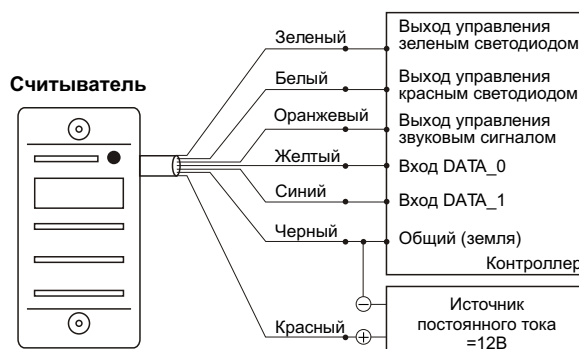 Считыватель
Зеленый
Выход управления
зеленым светодиодом
Белый
Выход управления
красным светодиодом
Оранжевый
Выход управления
звуковым сигналом
Желтый
Вход DATA_0
Синий
Вход DATA_1
Черный
Общий (земля)
Контроллер
Красный
Источник
постоянного тока
=12В